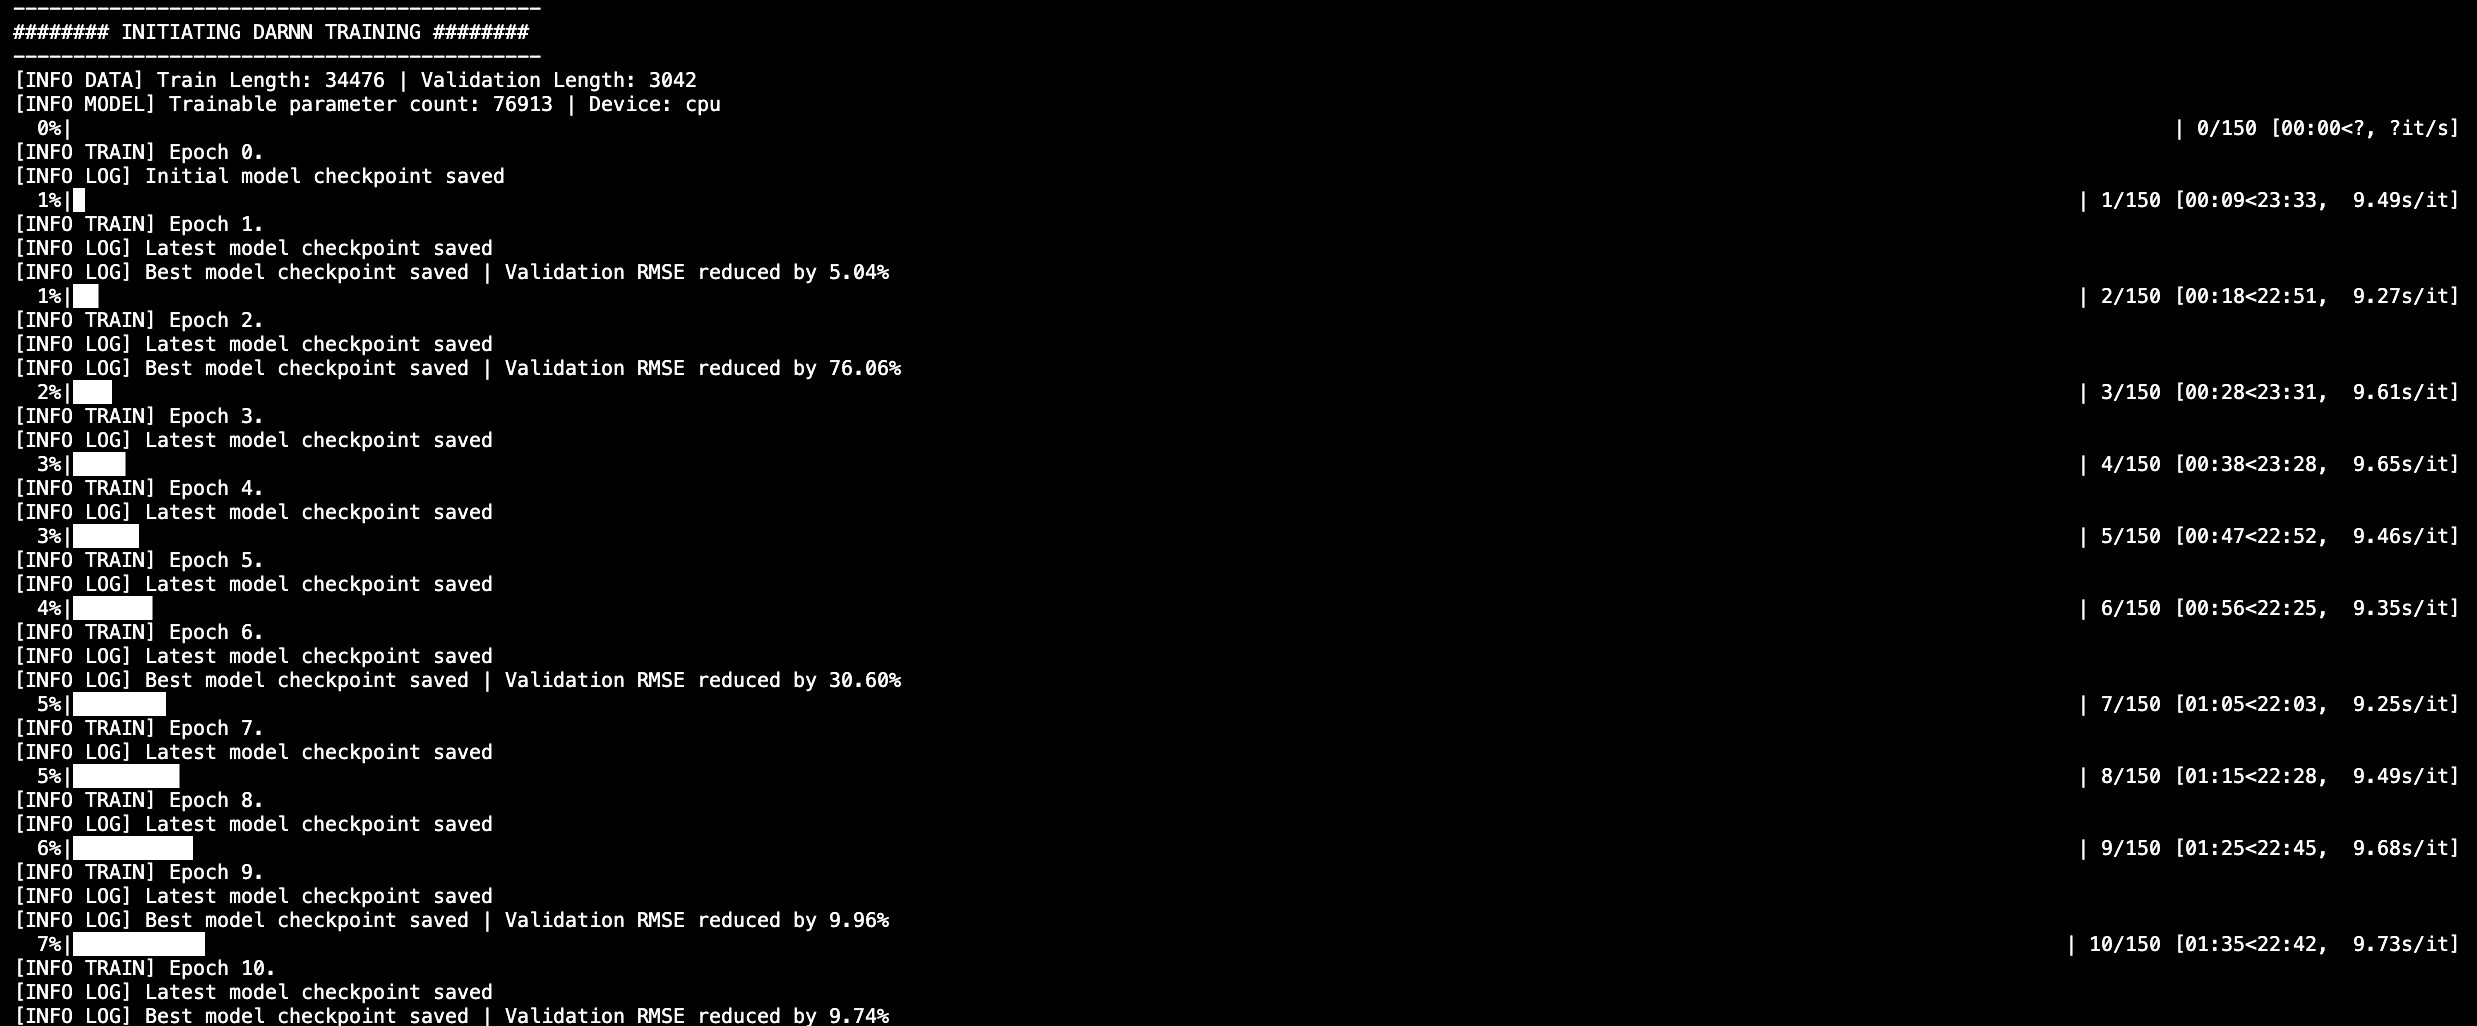 --------------------------------------------
######## INITIATING DARNN TRAINING ########
--------------------------------------------
[INFO DATA] Train Length: 34476 | Validation Length: 3042
[INFO MODEL] Trainable parameter count: 76913 | Device: cpu
0%| | 0/150 [00:00<?, ?it/s]
[INFO TRAIN] Epoch 0.
[INFO LOG] Initial model checkpoint saved
1%|█ | 1/150 [00:09<23:33, 9.49s/it]
[INFO TRAIN] Epoch 1.
[INFO LOG] Latest model checkpoint saved
[INFO LOG] Best model checkpoint saved | Validation RMSE reduced by 5.04%
1%|██ | 2/150 [00:18<22:51, 9.27s/it]
[INFO TRAIN] Epoch 2.
[INFO LOG] Latest model checkpoint saved
[INFO LOG] Best model checkpoint saved | Validation RMSE reduced by 76.06%
2%|███ | 3/150 [00:28<23:31, 9.61s/it]
[INFO TRAIN] Epoch 3.
[INFO LOG] Latest model checkpoint saved
3%|████ | 4/150 [00:38<23:28, 9.65s/it]
[INFO TRAIN] Epoch 4.
[INFO LOG] Latest model checkpoint saved
3%|█████ | 5/150 [00:47<22:52, 9.46s/it]
[INFO TRAIN] Epoch 5.
[INFO LOG] Latest model checkpoint saved
4%|██████ | 6/150 [00:56<22:25, 9.35s/it]
[INFO TRAIN] Epoch 6.
[INFO LOG] Latest model checkpoint saved
[INFO LOG] Best model checkpoint saved | Validation RMSE reduced by 30.60%
5%|███████ | 7/150 [01:05<22:03, 9.25s/it]
[INFO TRAIN] Epoch 7.
[INFO LOG] Latest model checkpoint saved
5%|████████ | 8/150 [01:15<22:28, 9.49s/it]
[INFO TRAIN] Epoch 8.
[INFO LOG] Latest model checkpoint saved
6%|█████████ | 9/150 [01:25<22:45, 9.68s/it]
[INFO TRAIN] Epoch 9.
[INFO LOG] Latest model checkpoint saved
[INFO LOG] Best model checkpoint saved | Validation RMSE reduced by 9.96%
7%|██████████ | 10/150 [01:35<22:42, 9.73s/it]
[INFO TRAIN] Epoch 10.
[INFO LOG] Latest model checkpoint saved
[INFO LOG] Best model checkpoint saved | Validation RMSE reduced by 9.74%